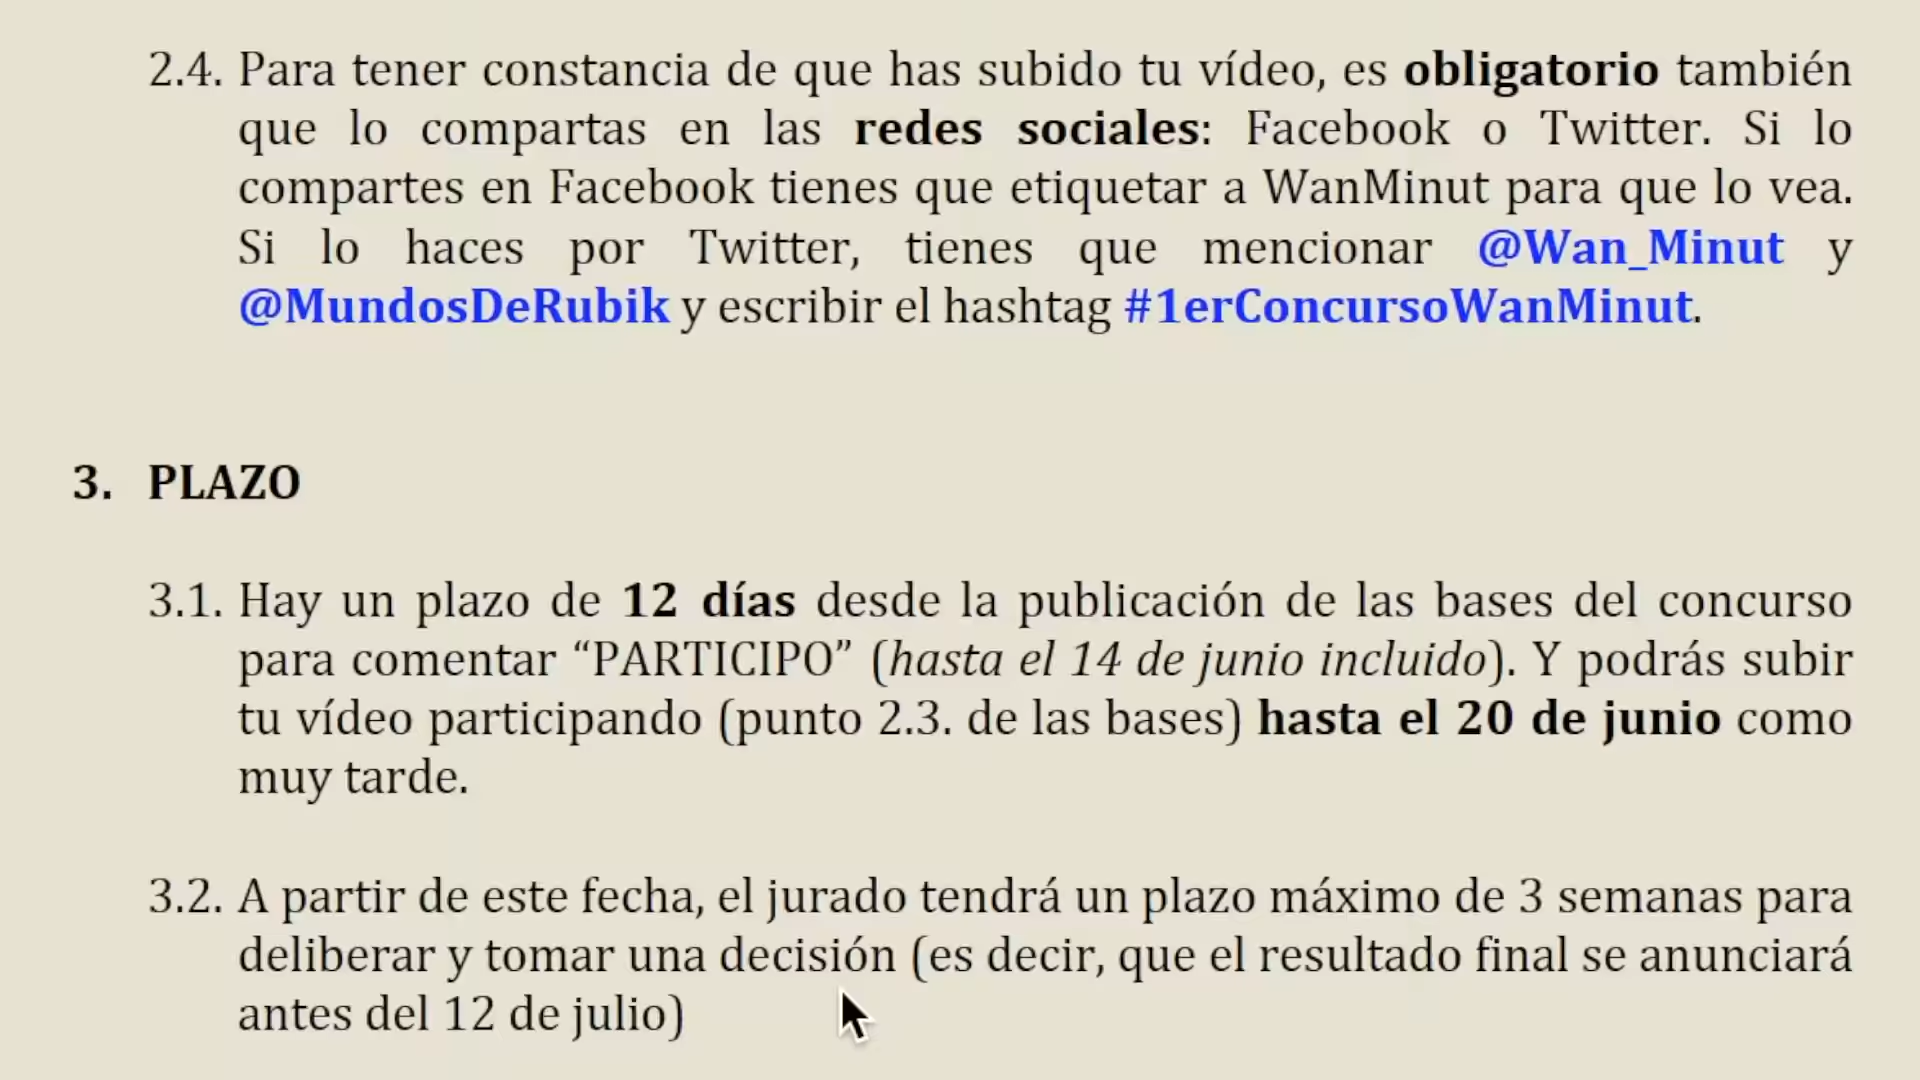 2.4. Para tener constancia de que has subido tu vídeo, es obligatorio también
que lo compartas en las redes sociales: Facebook o Twitter. Si lo
compartes en Facebook tienes que etiquetar a WanMinut para que lo vea.
Si lo haces por Twitter, tienes que mencionar @Wan_Minut y
@MundosDeRubik y escribir el hashtag #1erConcursoWanMinut.
3. PLAZO
3.1. Hay un plazo de 12 días desde la publicación de las bases del concurso
para comentar “PARTICIPO” (hasta el 14 de junio incluido). Y podrás subir
tu vídeo participando (punto 2.3. de las bases) hasta el 20 de junio como
muy tarde.
3.2. A partir de este fecha, el jurado tendrá un plazo máximo de 3 semanas para
deliberar y tomar una decisión (es decir, que el resultado final se anunciará
antes del 12 de julio)